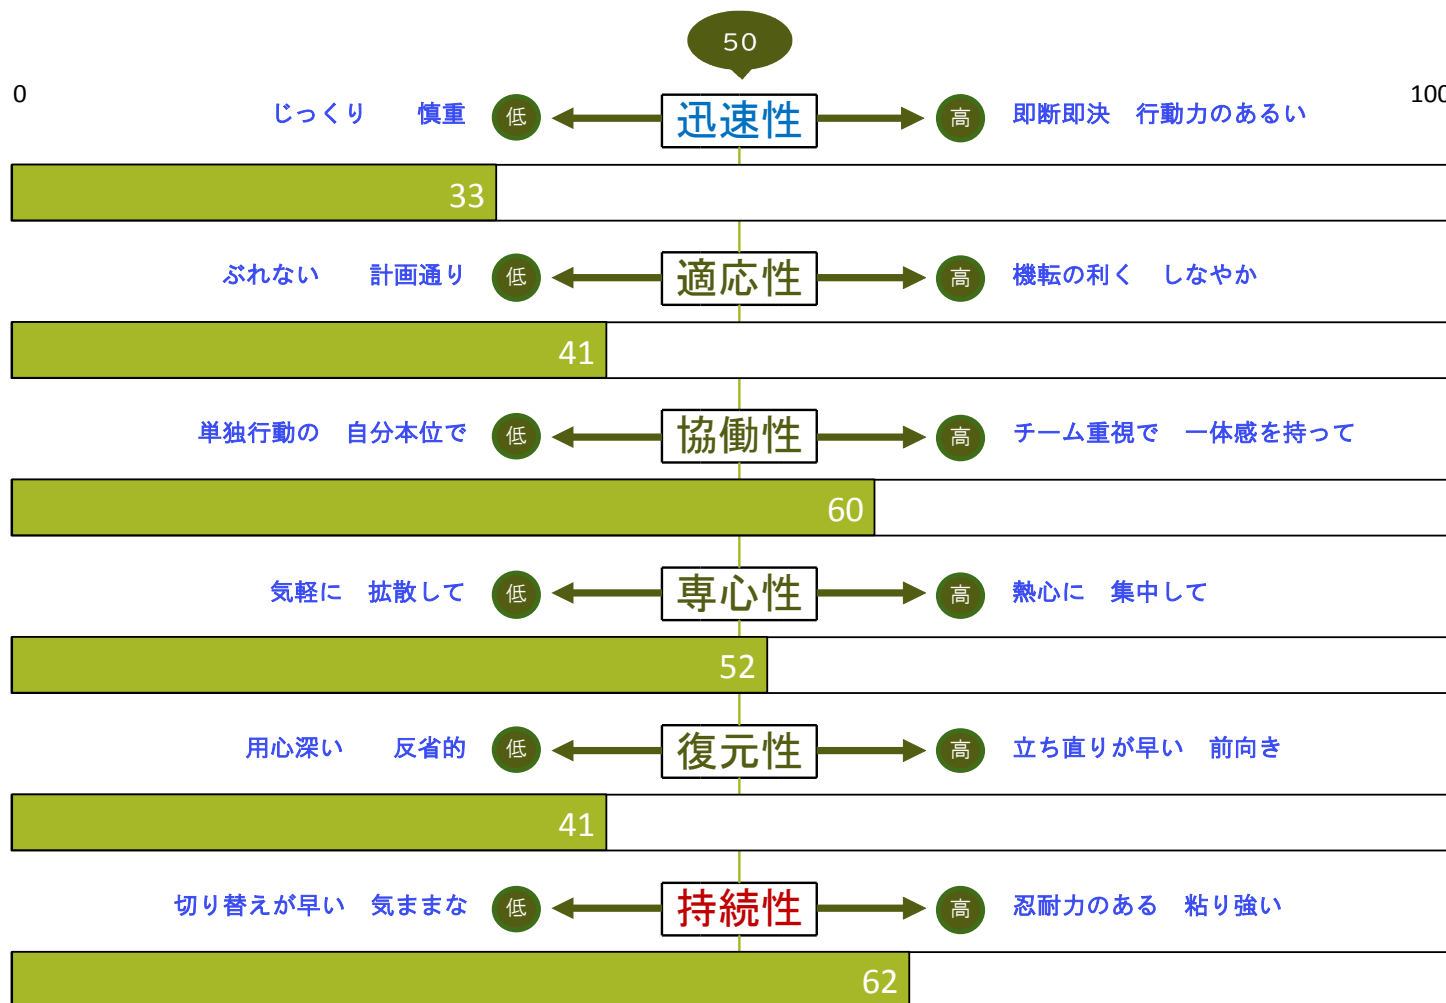 50
0 100
じっくり　慎重 低 迅速性 高 即断即決　行動力のあるい
33
ぶれない　計画通り 低 適応性 高 機転の利く　しなやか
41
単独行動の　自分本位で 低 協働性 高 チーム重視で　一体感を持って
60
気軽に　拡散して 低 専心性 高 熱心に　集中して
52
用心深い　反省的 低 復元性 高 立ち直りが早い　前向き
41
切り替えが早い　気ままな 低 持続性 高 忍耐力のある　粘り強い
62